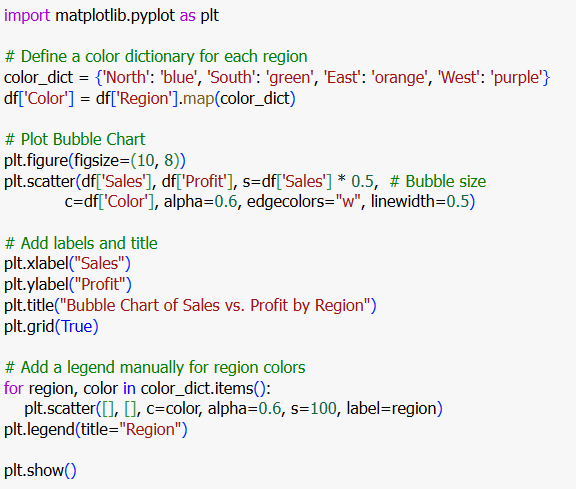 import matplotlib.pyplot as plt

# Define a color dictionary for each region
color_dict = {'North': 'blue', 'South': 'green', 'East': 'orange', 'West': 'purple'}
df['Color'] = df['Region'].map(color_dict)

# Plot Bubble Chart
plt.figure(figsize=(10, 8))
plt.scatter(df['Sales'], df['Profit'], s=df['Sales'] * 0.5,  # Bubble size
            c=df['Color'], alpha=0.6, edgecolors="w", linewidth=0.5)

# Add labels and title
plt.xlabel("Sales")
plt.ylabel("Profit")
plt.title("Bubble Chart of Sales vs. Profit by Region")
plt.grid(True)

# Add a legend manually for region colors
for region, color in color_dict.items():
    plt.scatter([], [], c=color, alpha=0.6, s=100, label=region)
plt.legend(title="Region")

plt.show()